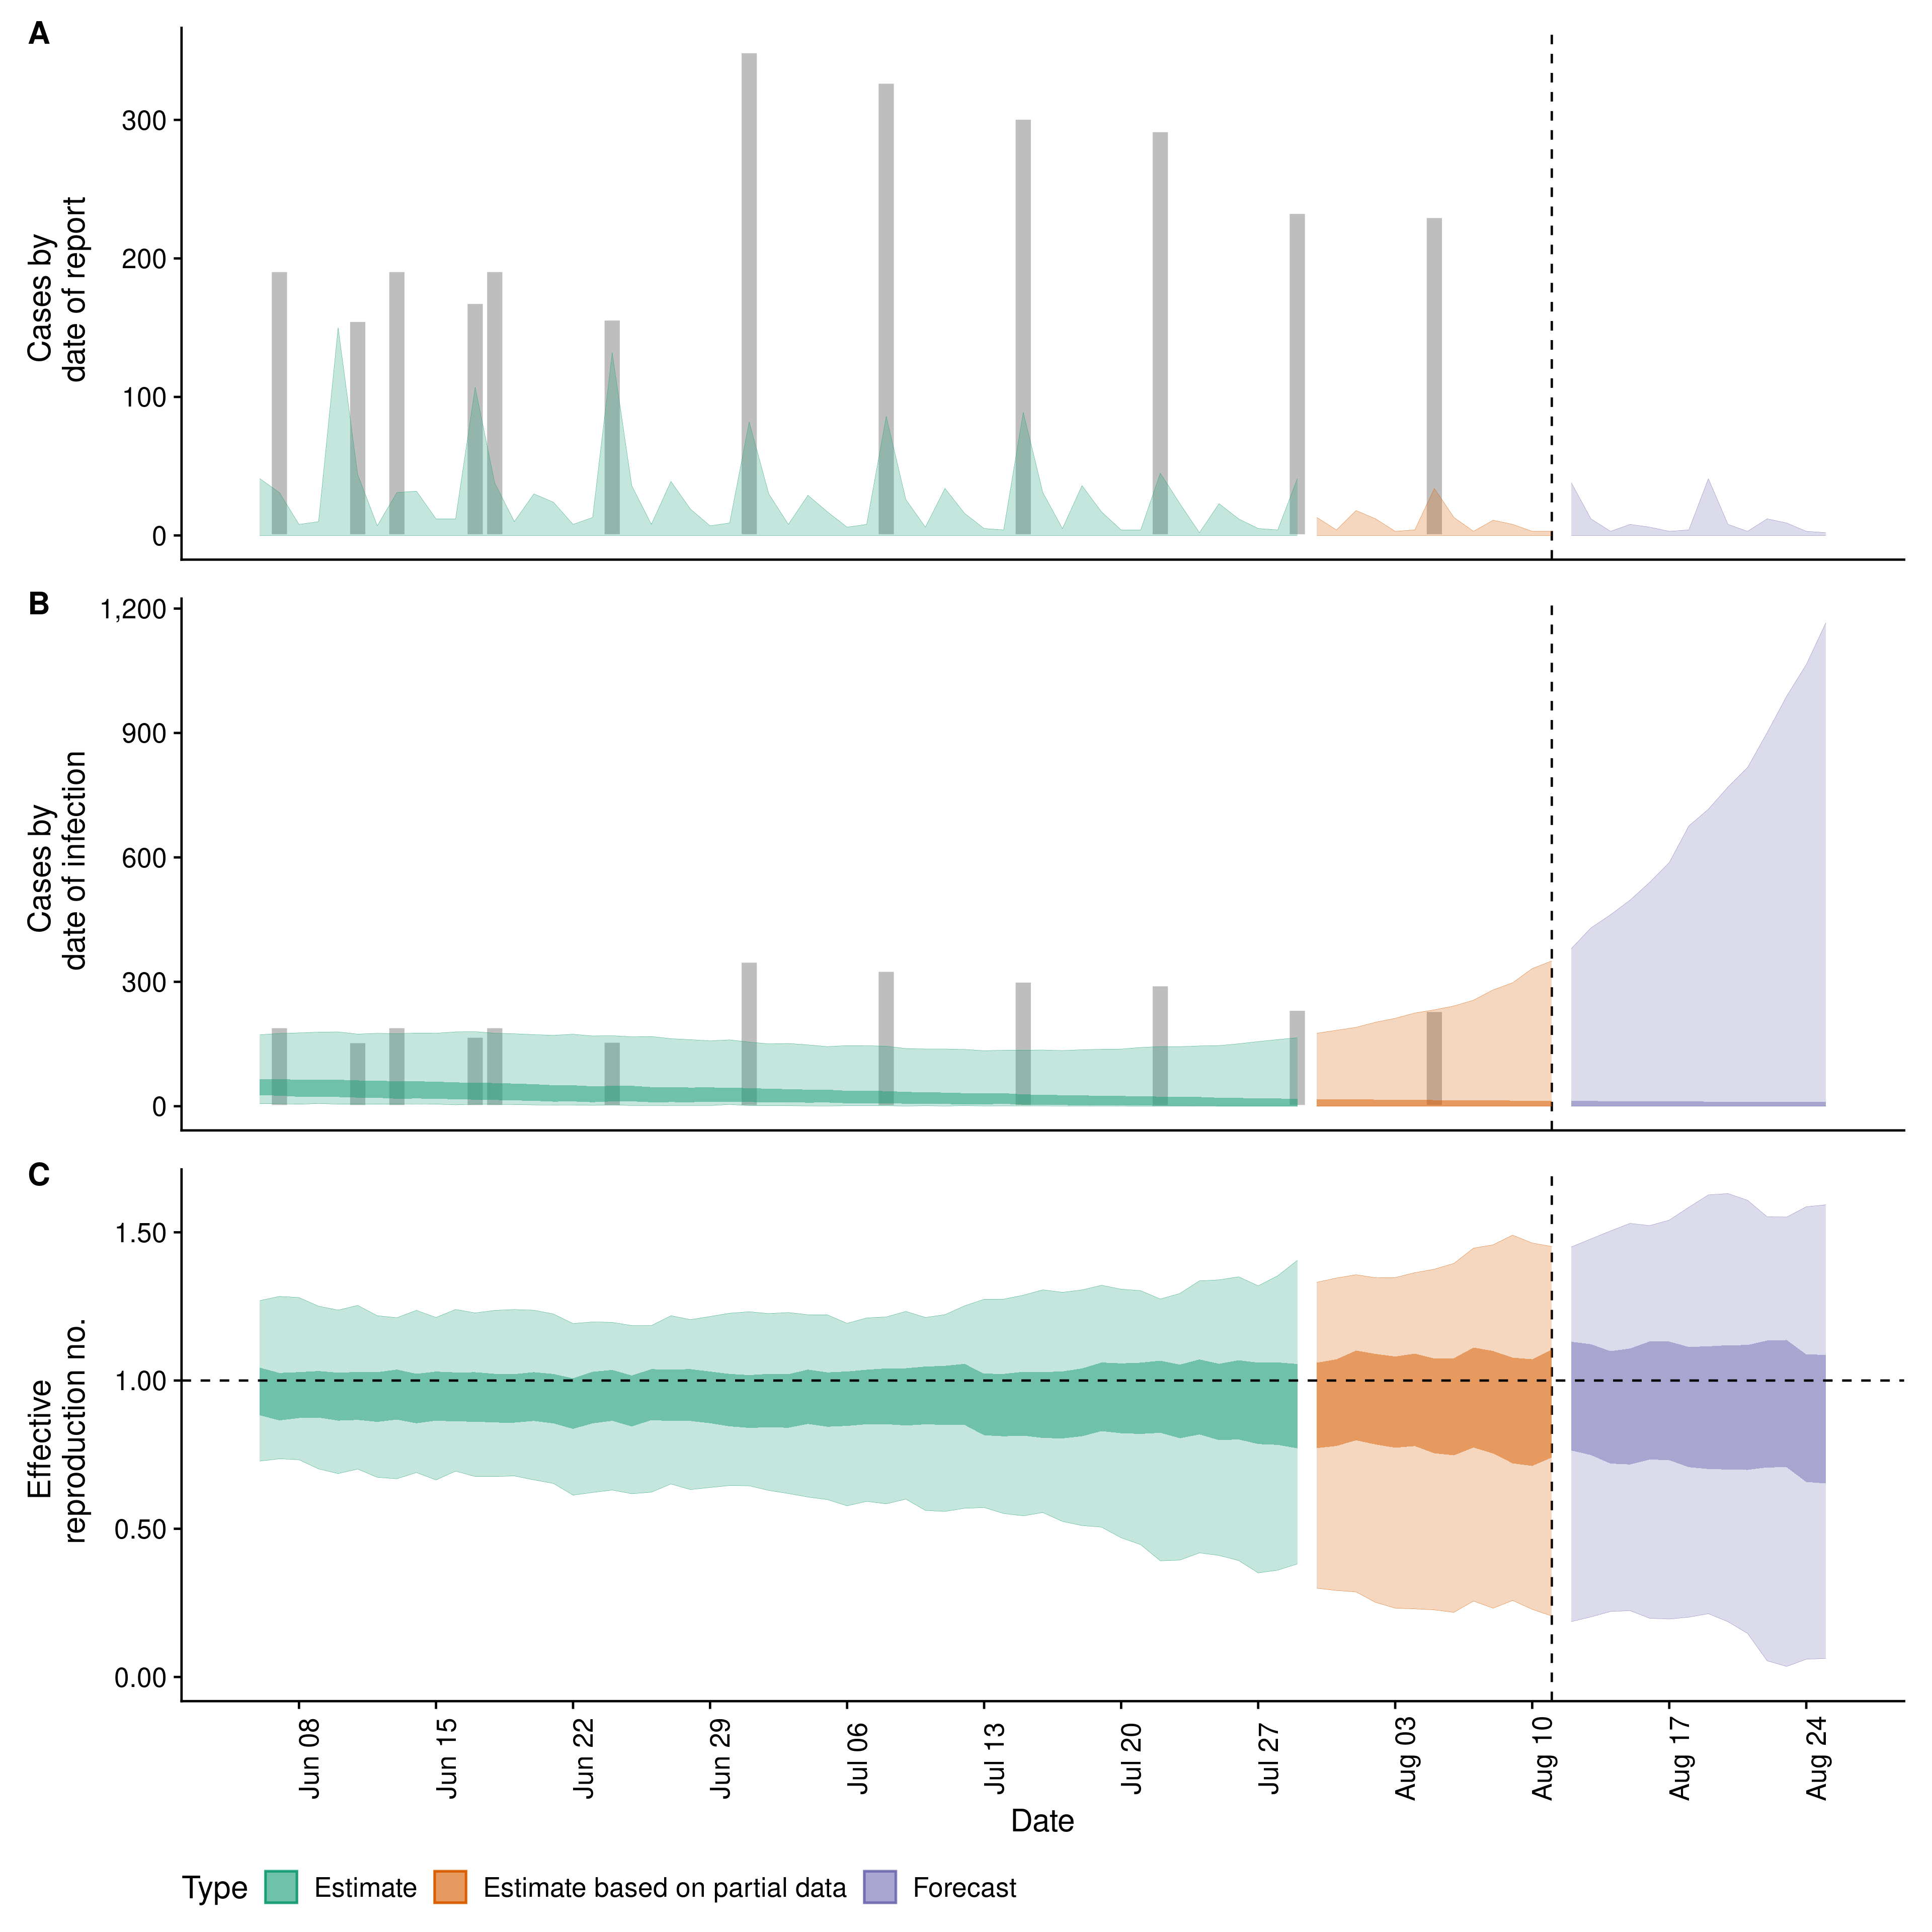 A
Cases by
date of report
300
200
100
0
B
Cases by
date of infection
1,200
900
600
300
0
C
Effective
reproduction no.
1.50
1.00
0.50
0.00
Jun 08
Jun 15
Jun 22
Jun 29
Jul 06
Jul 13
Jul 20
Jul 27
Aug 03
Aug 10
Aug 17
Aug 24
Date
Type
Estimate
Estimate based on partial data
Forecast